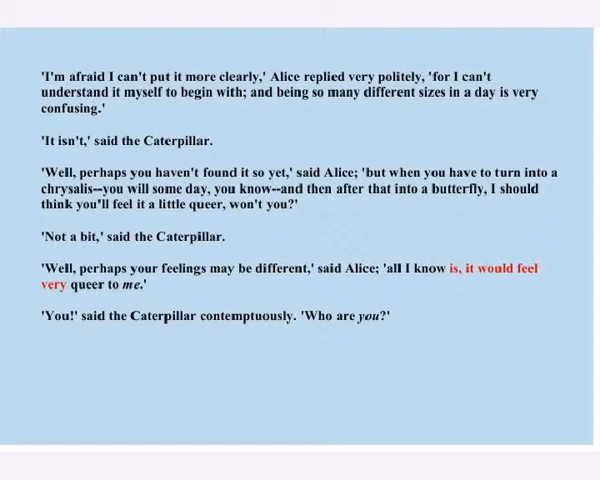 'I'm afraid I can't put it more clearly,' Alice replied very politely, 'for I can't
understand it myself to begin with; and being so many different sizes in a day is very
confusing.'
'It isn't,' said the Caterpillar.
'Well, perhaps you haven't found it so yet,' said Alice; 'but when you have to turn into a
chrysalis--you will some day, you know--and then after that into a butterfly, I should
think you'll feel it a little queer, won't you?'
'Not a bit,' said the Caterpillar.
'Well, perhaps your feelings may be different,' said Alice; 'all I know is, it would feel
very queer to me.'
'You!' said the Caterpillar contemptuously. 'Who are you?'